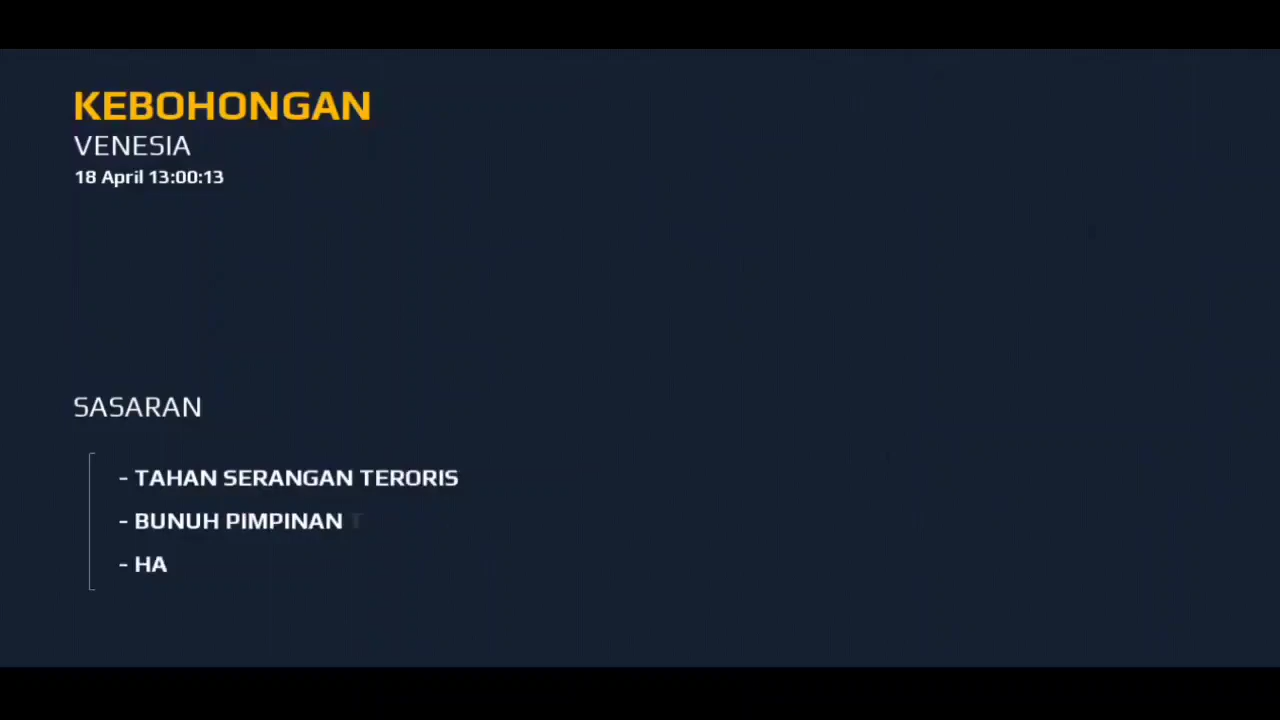 KEBOHONGAN
VENESIA
18 April 13:00:13
SASARAN
- TAHAN SERANGAN TERORIS
- BUNUH PIMPINAN T
- HA